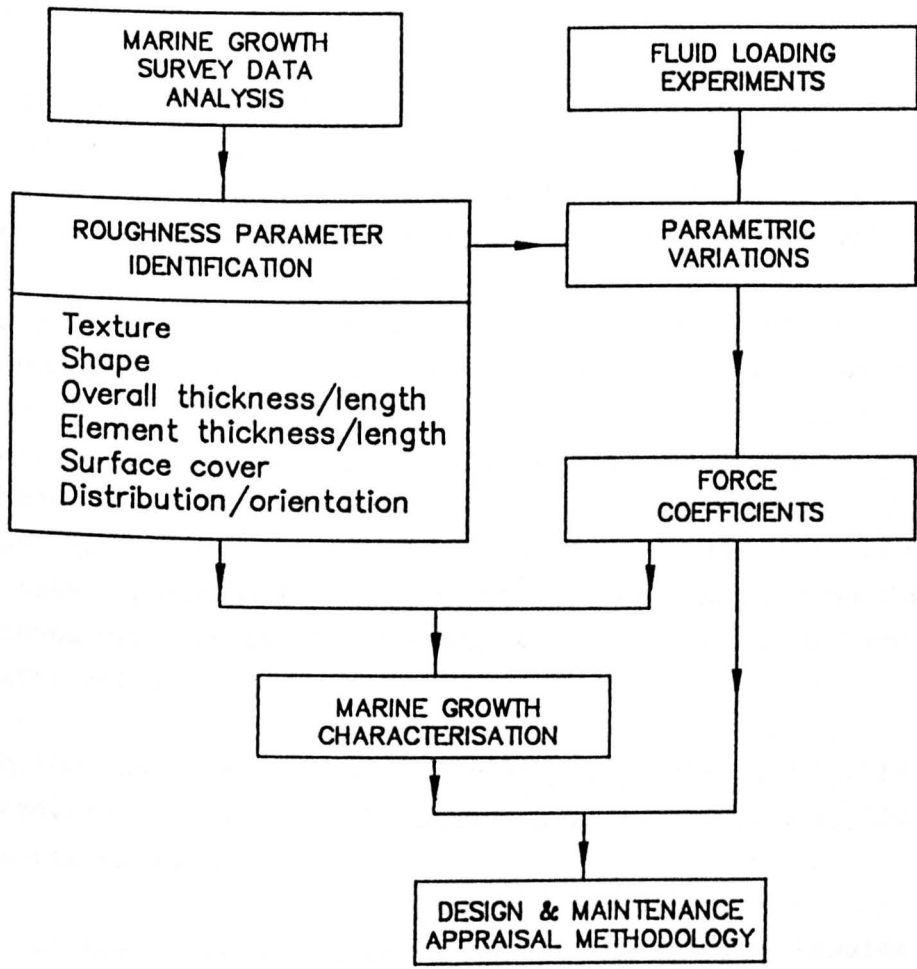 MARINE GROWTH
SURVEY DATA
ANALYSIS
FLUID LOADING
EXPERIMENTS
ROUGHNESS PARAMETER
IDENTIFICATION
PARAMETRIC
VARIATIONS
Texture
Shape
Overall thickness/length
Element thickness/length
Surface cover
Distribution/orientation
FORCE
COEFFICIENTS
MARINE GROWTH
CHARACTERISATION
DESIGN & MAINTENANCE
APPRAISAL METHODOLOGY